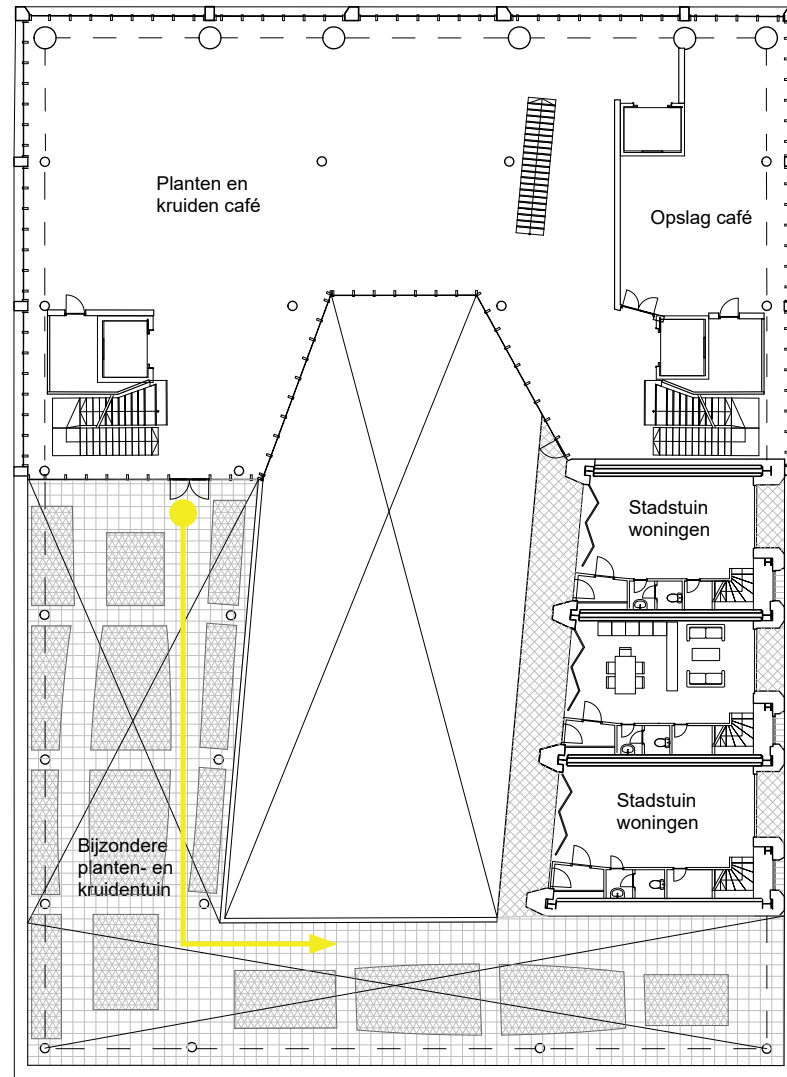 Planten en
kruiden café
Opslag café
Stadstuin
woningen
Stadstuin
woningen
Bijzondere
planten- en
kruidentuin